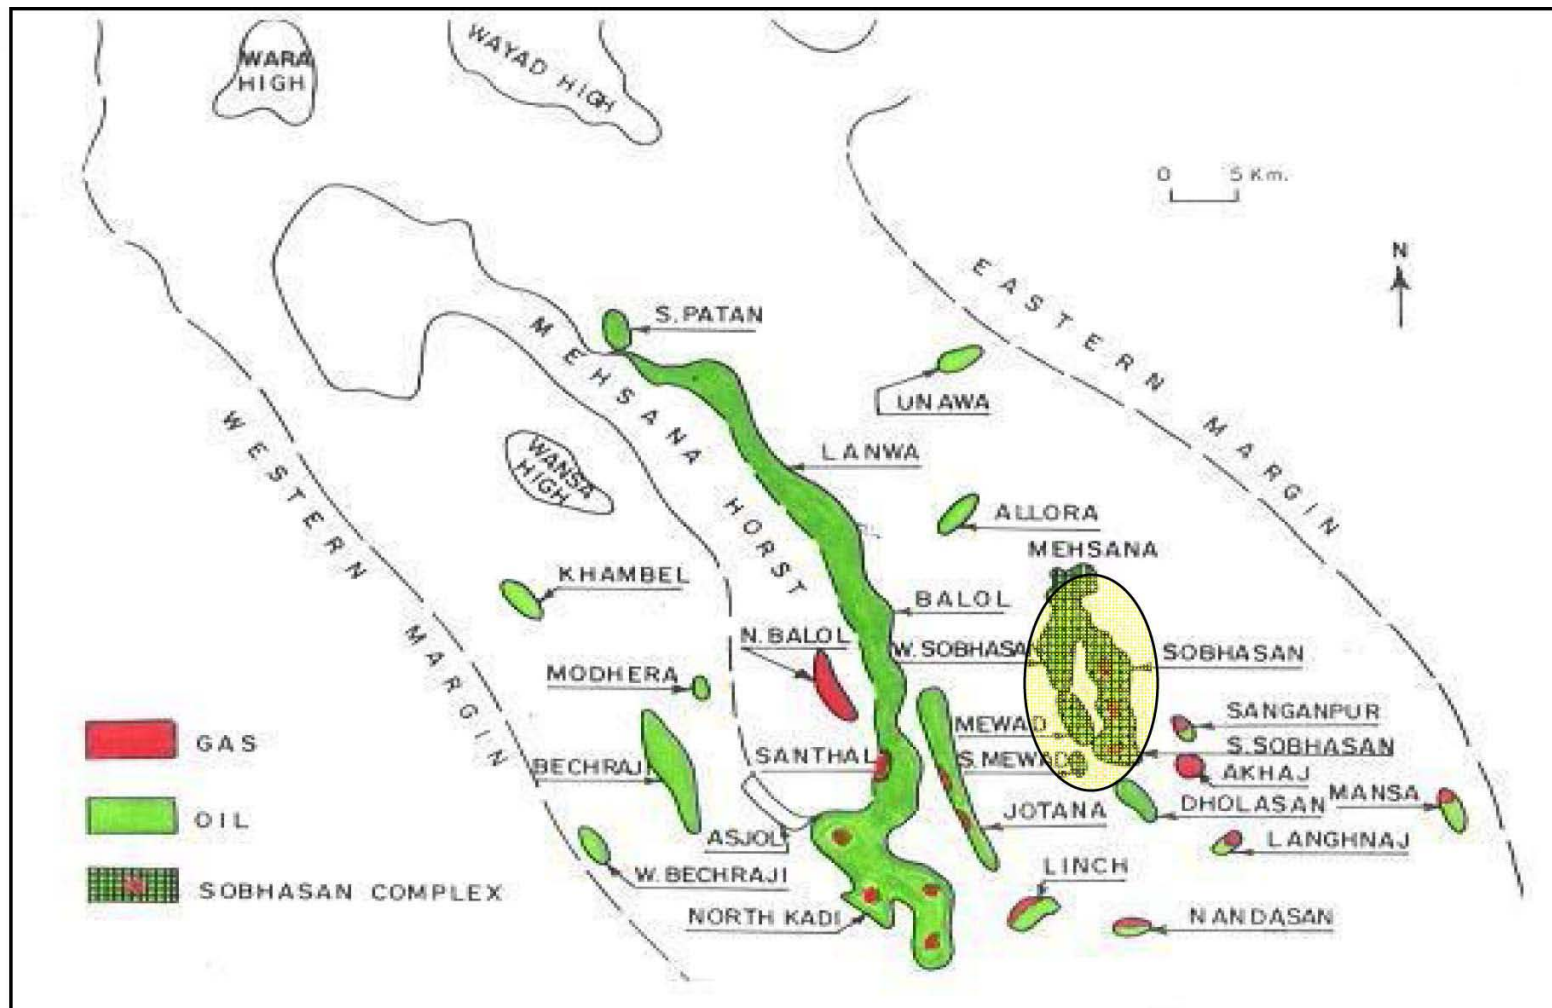 WARA
HIGH
WAYAD HIGH
0 5 Km.
N
EASTERN MARGIN
S. PATAN
MEHSANA HORST
UNAWA
WESTERN MARGIN
WANSA
HIGH
LANWA
ALLORA
MEHSANA
KHAMBEL
BALOL
N. BALOL
W. SOBHASAN
SOBHASAN
MODHERA
SANGANPUR
MEWAD
S. SOBHASAN
GAS
BECHRAJI
SANTHAL
S. MEWAD
AKHAJ
MANSA
OIL
JOTANA
DHOLASAN
ASJOL
LANGHNAJ
W. BECHRAJI
LINCH
SOBHASAN COMPLEX
NORTH KADI
NANDASAN